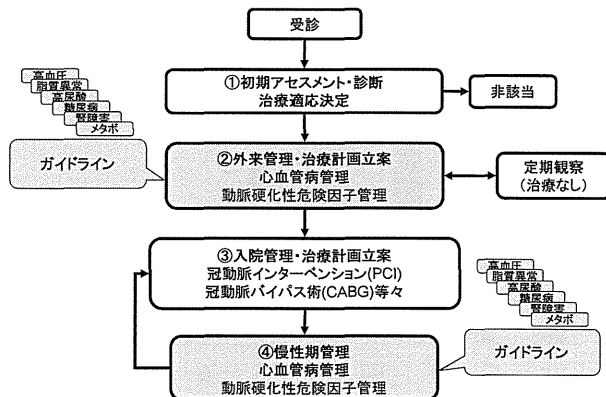 受診
①初期アセスメント・診断
治療適応決定
非該当
高血圧
脂質異常
高尿酸
糖尿病
腎障害
メタボ
ガイドライン
②外来管理・治療計画立案
心血管病管理
動脈硬化性危険因子管理
定期観察
(治療なし)
③入院管理・治療計画立案
冠動脈インターベンション(PCI)
冠動脈バイパス術(CABG)等々
高血圧
脂質異常
高尿酸
糖尿病
腎障害
メタボ
ガイドライン
④慢性期管理
心血管病管理
動脈硬化性危険因子管理